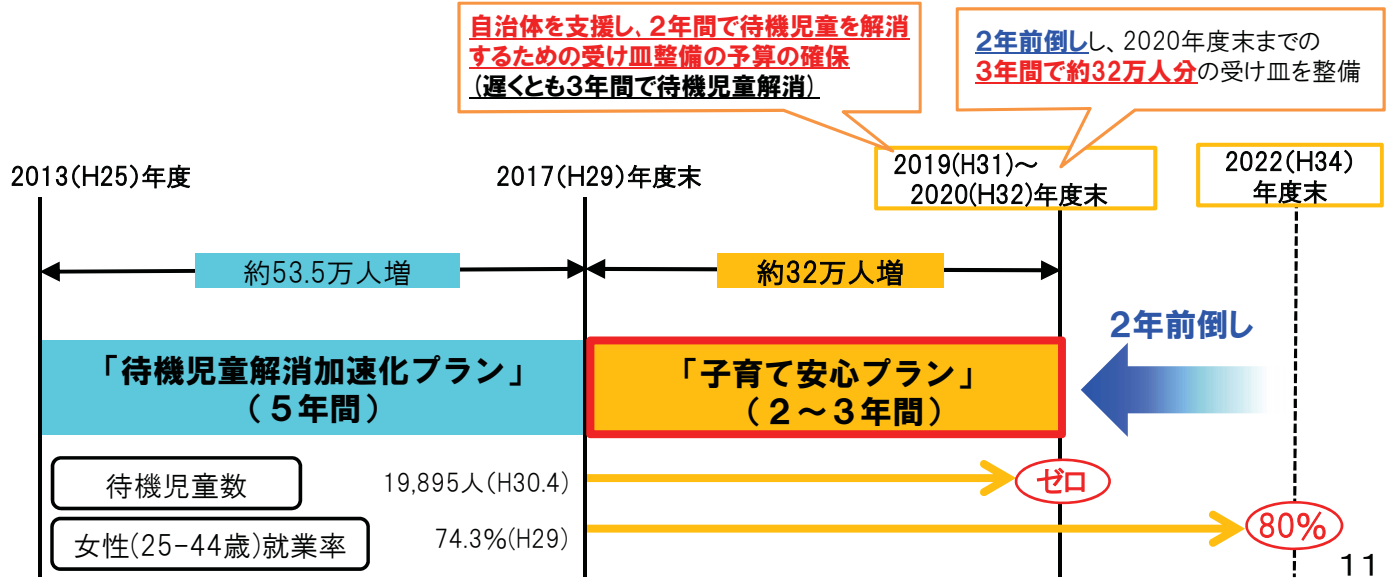 自治体を支援し、2年間で待機児童を解消
するための受け皿整備の予算の確保
(遅くとも3年間で待機児童解消)
2年前倒しし、2020年度末までの
3年間で約32万人分の受け皿を整備
2013(H25)年度
2017(H29)年度末
2019(H31)～
2020(H32)年度末
2022(H34)
年度末
約53.5万人増
約32万人増
2年前倒し
「待機児童解消加速化プラン」
(5年間)
「子育て安心プラン」
(2～3年間)
待機児童数
19,895人(H30.4)
ゼロ
女性(25-44歳)就業率
74.3%(H29)
80%
11